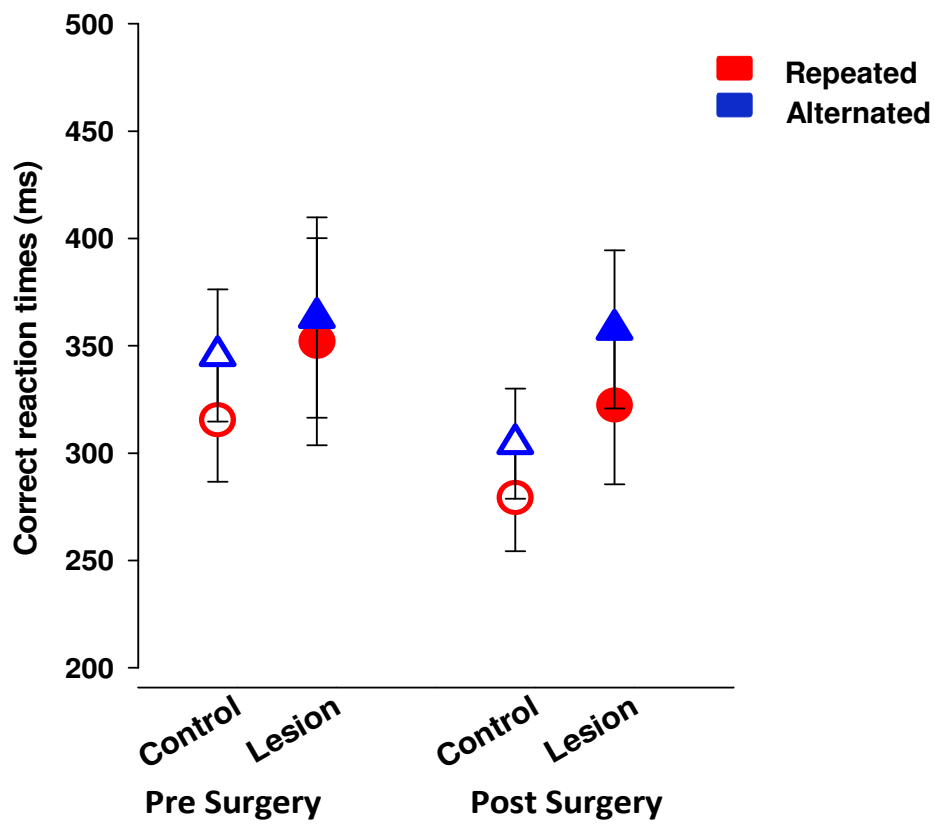 500
450
400
350
300
250
200
Correct reaction times (ms)
Repeated
Alternated
Control
Lesion
Control
Lesion
Pre Surgery
Post Surgery